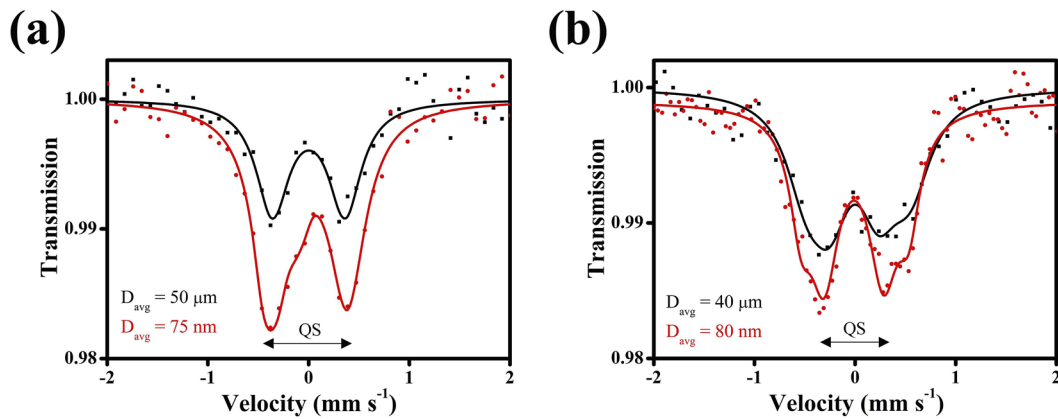 (a)
Transmission
1.00
0.99
0.98
D_avg = 50 μm
D_avg = 75 nm
QS
-2 -1 0 1 2
Velocity (mm s⁻¹)
(b)
Transmission
1.00
0.99
0.98
D_avg = 40 μm
D_avg = 80 nm
QS
-2 -1 0 1 2
Velocity (mm s⁻¹)